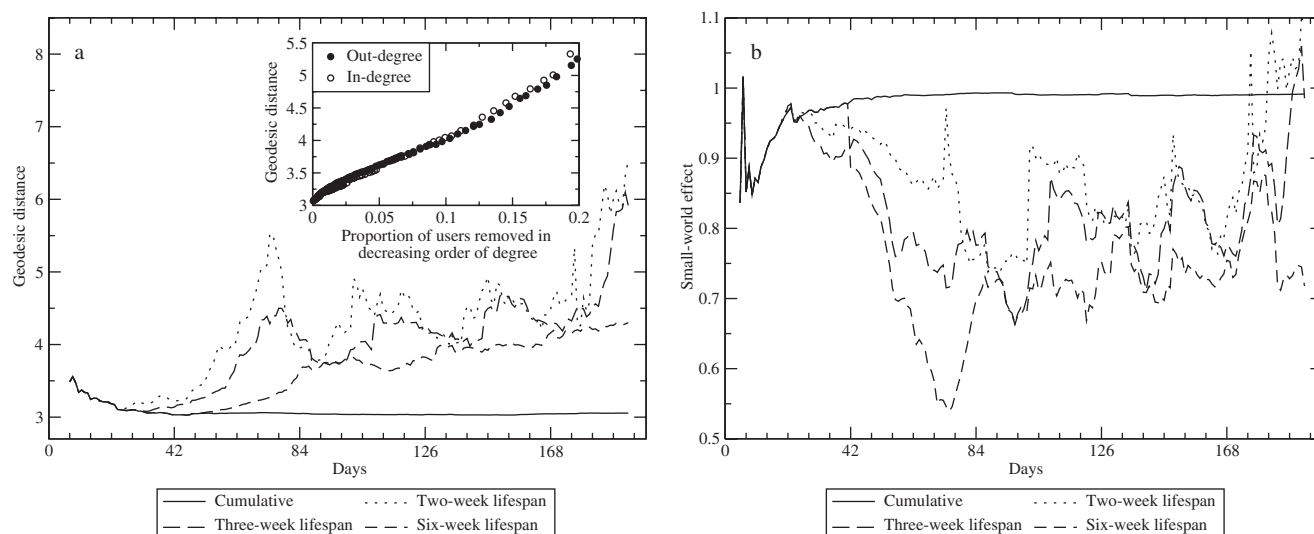 a
8
7
6
5
4
3
Geodesic distance
0
42
84
126
168
Days
5.5
5
4.5
4
3.5
3
Geodesic distance
Out-degree
In-degree
0
0.05
0.1
0.15
0.2
Proportion of users removed in
decreasing order of degree
Cumulative
Two-week lifespan
Three-week lifespan
Six-week lifespan
b
1.1
1
0.9
0.8
0.7
0.6
0.5
Small-world effect
0
42
84
126
168
Days
Cumulative
Two-week lifespan
Three-week lifespan
Six-week lifespan